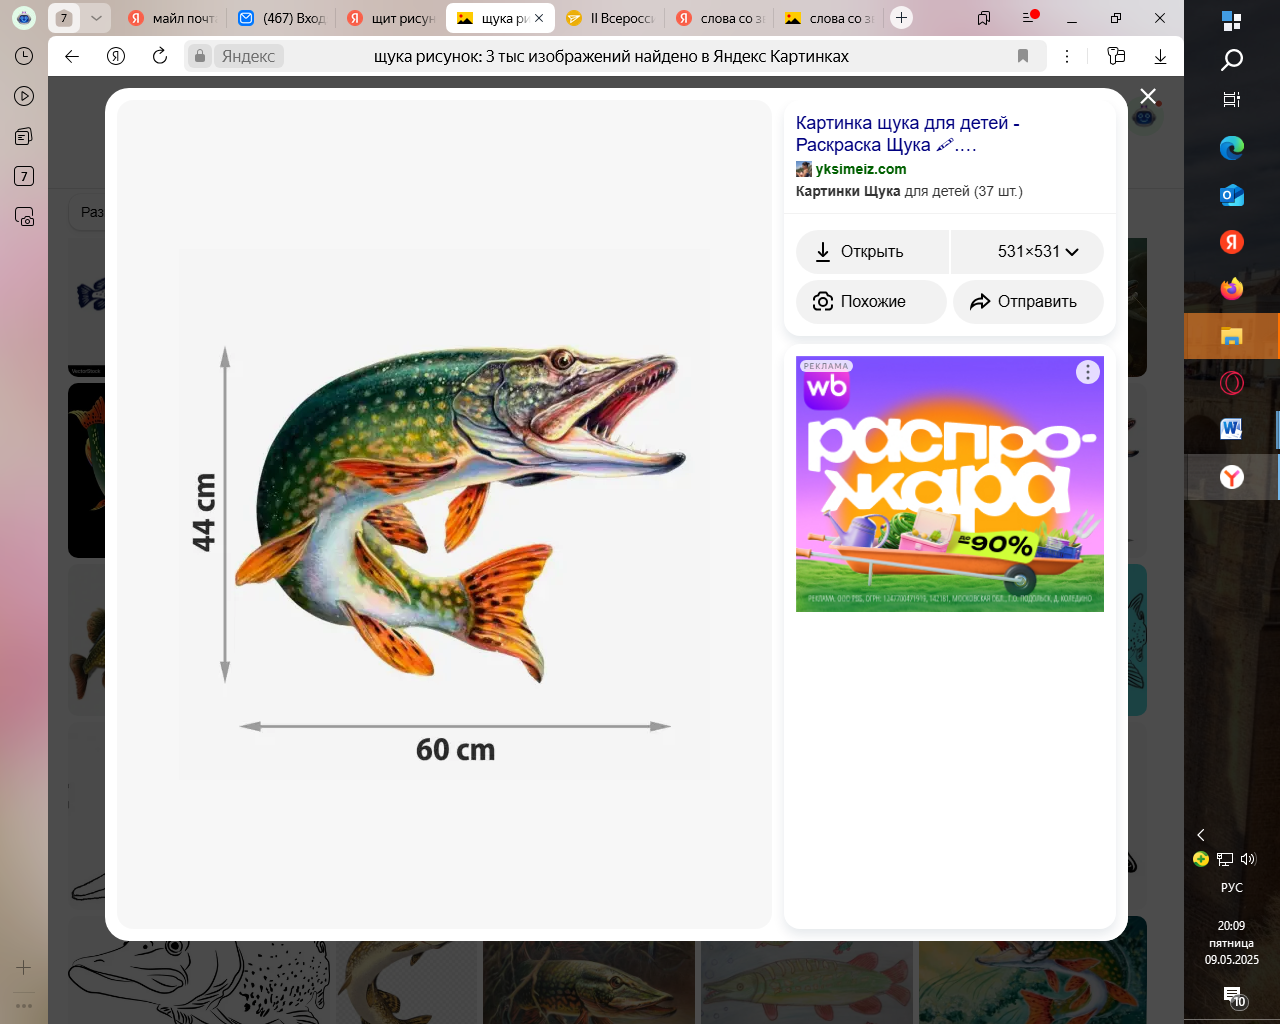 7
майл почт
(467) Вход
щит рисун
щука ри
II Всеросс
слова со з
слова со з
Яндекс
щука рисунок: 3 тыс изображений найдено в Яндекс Картинках
7
Раз
44 cm
60 cm
Картинка щука для детей -
Раскраска Щука 🖍.…
yksimeiz.com
Картинки Щука для детей (37 шт.)
Открыть
531×531
Похожие
Отправить
РЕКЛАМА
wb
распро-
жара
до -90%
РУС
20:09
пятница
09.05.2025
10